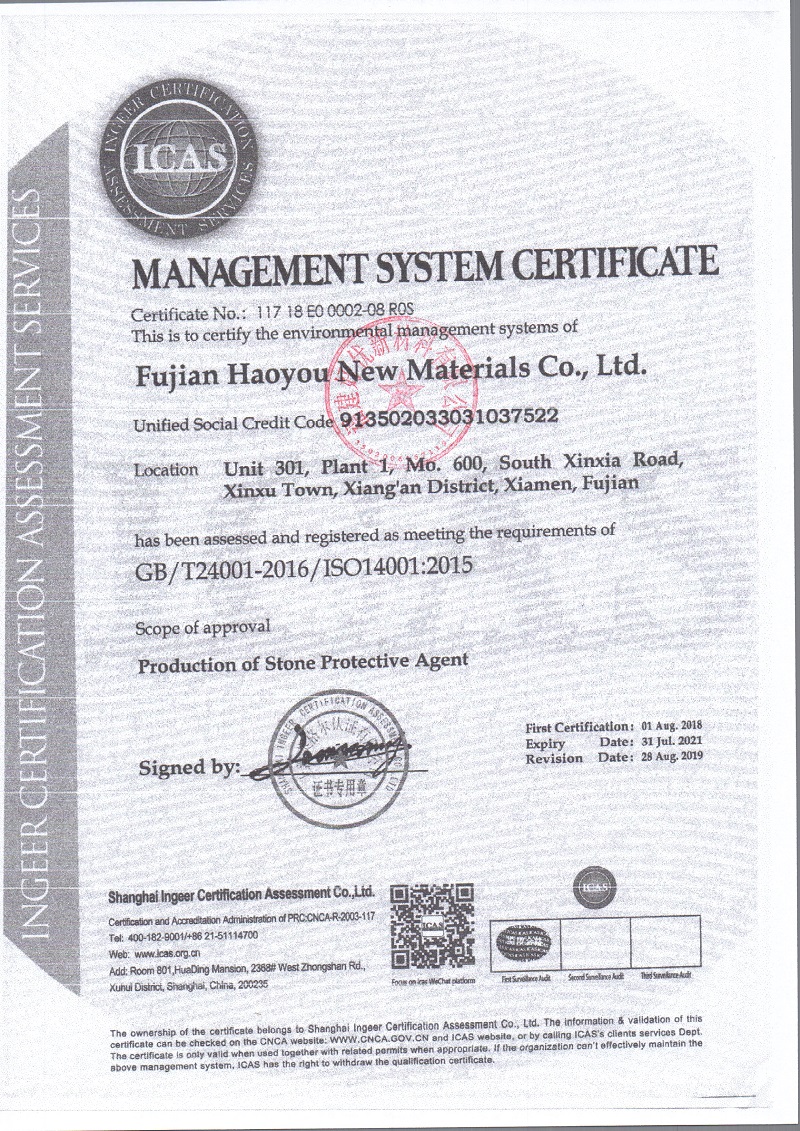 INGEER CERTIFICATION
ICAS
ASSESSMENT SERVICES
INGEER CERTIFICATION ASSESSMENT SERVICES
MANAGEMENT SYSTEM CERTIFICATE
Certificate No.: 117 18 E0 0002-08 R0S
This is to certify the environmental management systems of
Fujian Haoyou New Materials Co., Ltd.
Unified Social Credit Code 913502033031037522
Location Unit 301, Plant 1, Mo. 600, South Xinxia Road,
Xinxu Town, Xiang'an District, Xiamen, Fujian
has been assessed and registered as meeting the requirements of
GB/T24001-2016/ISO14001:2015
Scope of approval
Production of Stone Protective Agent
First Certification: 01 Aug. 2018
Expiry Date: 31 Jul. 2021
Revision Date: 28 Aug. 2019
Signed by:
证书专用章
Shanghai Ingeer Certification Assessment Co.,Ltd.
Certification and Accreditation Administration of PRC:CNCA-R-2003-117
Tel: 400-182-9001/+86 21-51114700
Web: www.icas.org.cn
Add: Room 801,HuaDing Mansion, 2368# West Zhongshan Rd.,
Xuhui District, Shanghai, China, 200235
ICAS
Focus on icas WeChat platform
ICAS
First Surveillance Audit Second Surveillance Audit Third Surveillance Audit
The ownership of the certificate belongs to Shanghai Ingeer Certification Assessment Co., Ltd. The information & validation of this
certificate can be checked on the CNCA website: WWW.CNCA.GOV.CN and ICAS website, or by calling ICAS's clients services Dept.
The certificate is only valid when used together with related permits when appropriate. If the organization can't effectively maintain the
above management system, ICAS has the right to withdraw the qualification certificate.